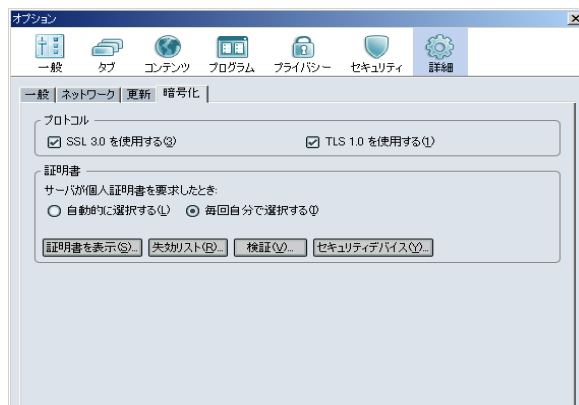 オプション
一般 タブ コンテンツ プログラム プライバシー セキュリティ 詳細
一般 ネットワーク 更新 暗号化
プロトコル
SSL 3.0 を使用する(3) TLS 1.0 を使用する(1)
証明書
サーバが個人証明書を要求したとき:
自動的に選択する(L) 毎回自分で選択する(I)
証明書を表示(S)... 失効リスト(R)... 検証(V)... セキュリティデバイス(Y)...